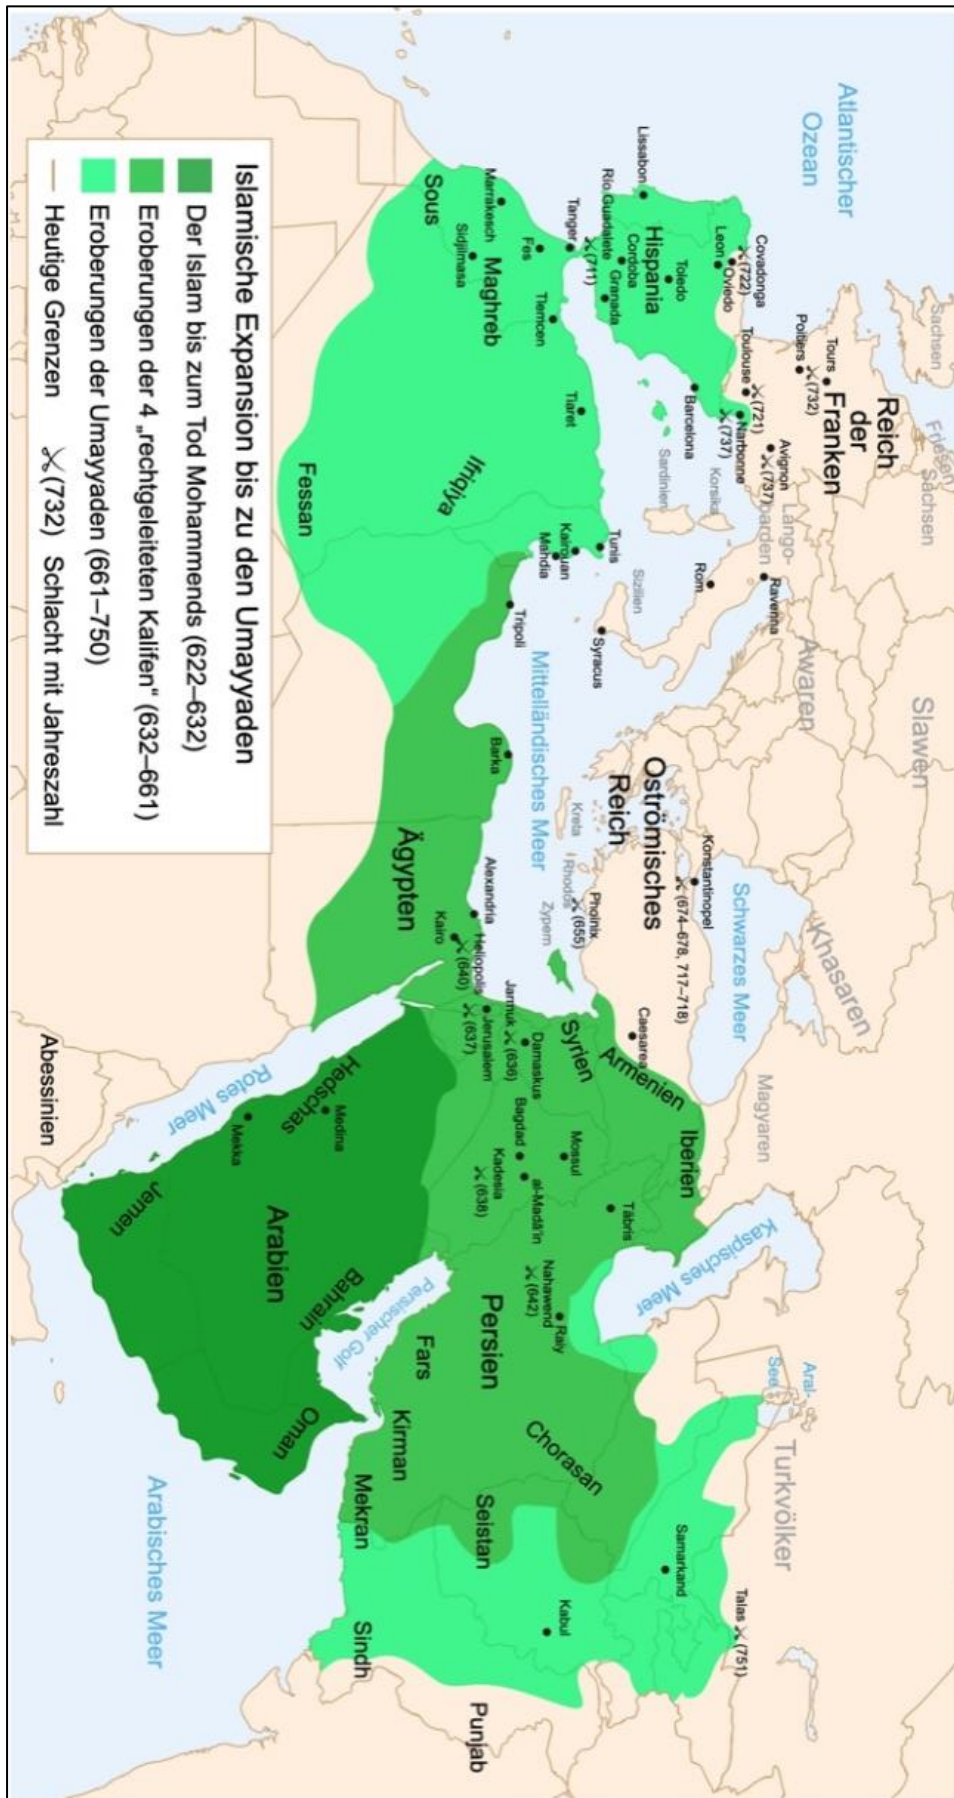 Atlantischer
Ozean
Sachsen
Friesen
Sachsen
Reich
der
Franken
Tours
Poitiers
(732)
Covadonga
(722)
Oviedo
Leon
Toulouse
(721)
Narbonne
(737)
Avignon
(737)
Lango-
barden
Ravenna
Awaren
Slawen
Lissabon
Hispania
Toledo
Cordoba
Río Guadalete
(711)
Granada
Barcelona
Korsika
Sardinien
Rom
Sizilien
Syracus
Oströmisches
Reich
Konstantinopel
(674–678, 717–718)
Schwarzes Meer
Khasaren
Magyaren
Kaspisches Meer
Aral-
See
Turkvölker
Talas
(751)
Samarkand
Kabul
Tanger
Fes
Marrakesch
Sidjilmasa
Sous
Maghreb
Tlemcen
Tiaret
Ifriqiya
Fessan
Tunis
Kairouan
Mahdia
Tripoli
Mittelländisches Meer
Barka
Kreta
Rhodos
Phoinix
(655)
Zypern
Ägypten
Alexandria
Kairo
Heliopolis
(640)
Jerusalem
(637)
Jarmuk
(636)
Damaskus
Syrien
Caesarea
Armenien
Iberien
Mossul
Täbris
Bagdad
al-Madā'in
Kadesia
(638)
Nahawend
(642)
Raiy
Persien
Chorasan
Fars
Kirman
Seistan
Mekran
Sindh
Punjab
Persischer Golf
Bahrain
Oman
Arabien
Hedschas
Medina
Mekka
Jemen
Rotes Meer
Abessinien
Arabisches Meer
Islamische Expansion bis zu den Umayyaden
Der Islam bis zum Tod Mohammends (622–632)
Eroberungen der 4 „rechtgeleiteten Kalifen“ (632–661)
Eroberungen der Umayyaden (661–750)
Heutige Grenzen
(732) Schlacht mit Jahreszahl